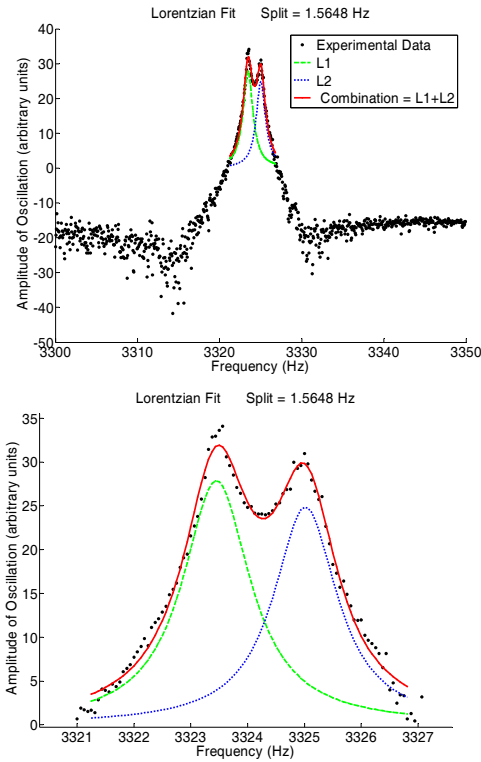 Lorentzian Fit Split = 1.5648 Hz
Amplitude of Oscillation (arbitrary units)
40
30
20
10
0
-10
-20
-30
-40
-50
Experimental Data
L1
L2
Combination = L1+L2
3300 3310 3320 3330 3340 3350
Frequency (Hz)
Lorentzian Fit Split = 1.5648 Hz
Amplitude of Oscillation (arbitrary units)
35
30
25
20
15
10
5
0
3321 3322 3323 3324 3325 3326 3327
Frequency (Hz)